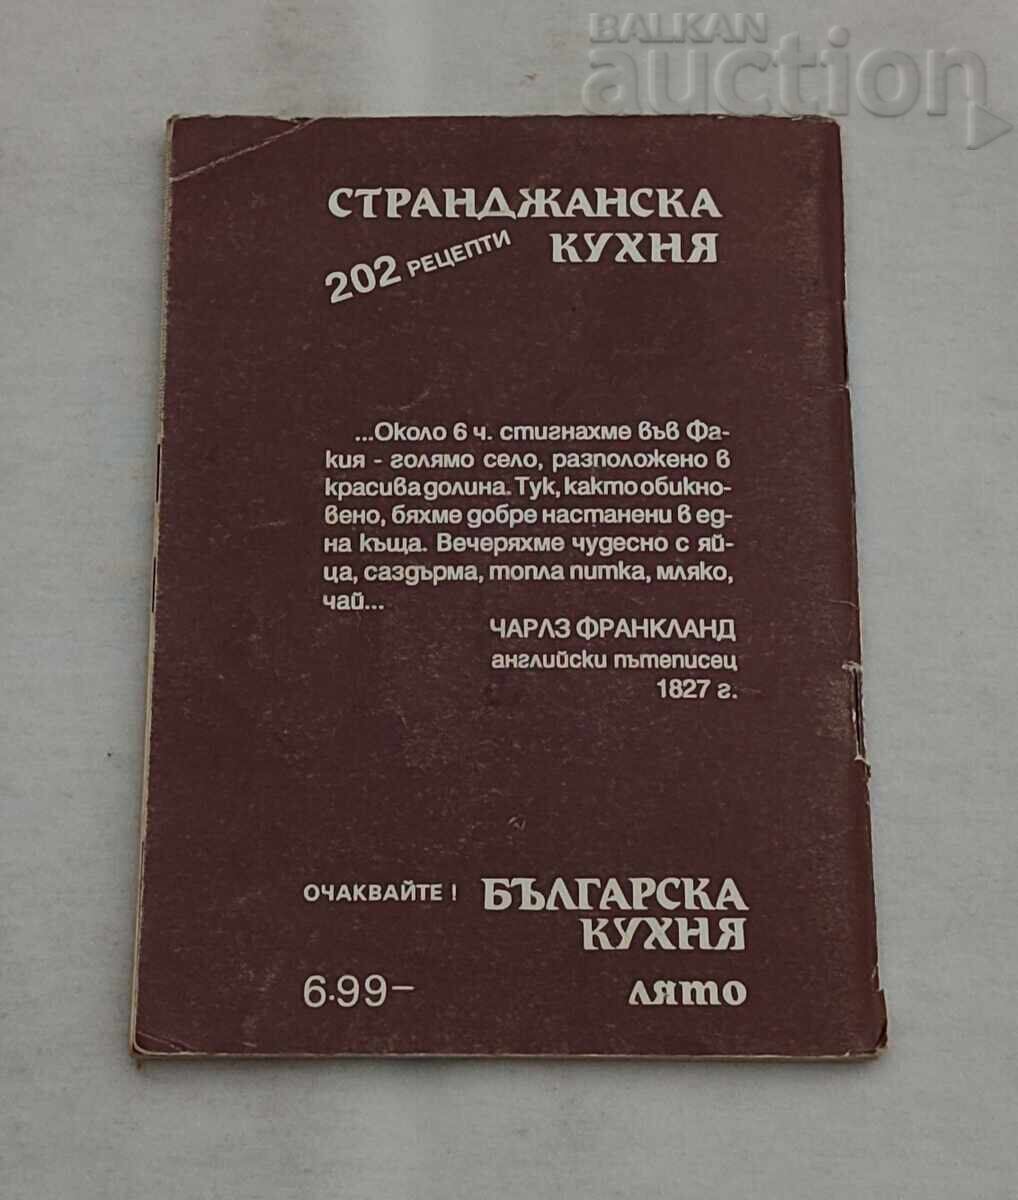 BALKAN
auction
СТРАНДЖАНСКА
202 РЕЦЕПТИ КУХНЯ
...Около 6 ч. стигнахме във Фа-
кия - голямо село, разположено в
красива долина. Тук, както обикно-
вено, бяхме добре настанени в ед-
на къща. Вечеряхме чудесно с яй-
ца, саздърма, топла питка, мляко,
чай...
ЧАРЛЗ ФРАНКЛАНД
английски пътеписец
1827 г.
ОЧАКВАЙТЕ ! БЪЛГАРСКА
КУХНЯ
6.99– лято